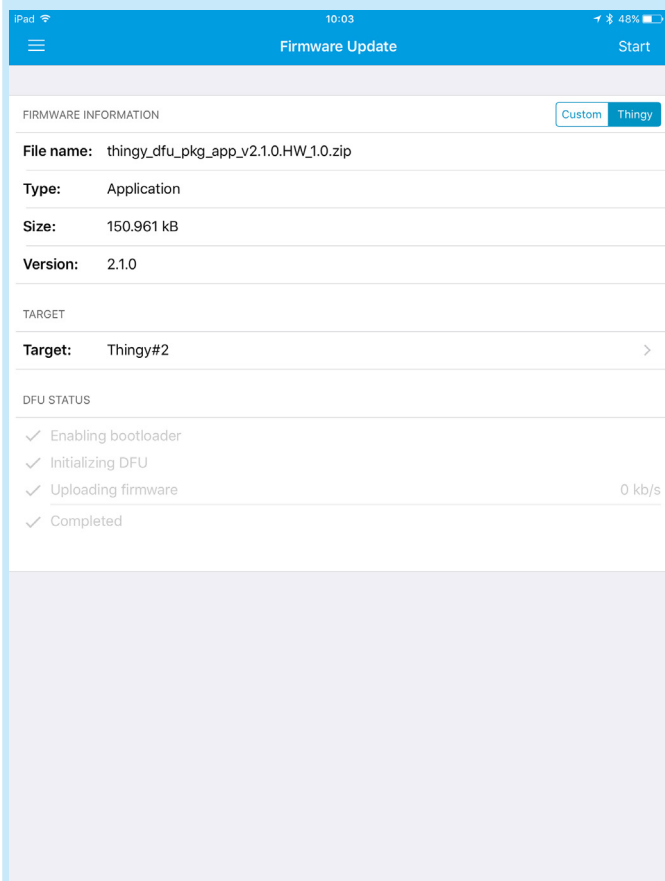 iPad 10:03 48%
Firmware Update Start
FIRMWARE INFORMATION Custom Thingy
File name: thingy_dfu_pkg_app_v2.1.0.HW_1.0.zip
Type: Application
Size: 150.961 kB
Version: 2.1.0
TARGET
Target: Thingy#2
DFU STATUS
Enabling bootloader
Initializing DFU
Uploading firmware 0 kb/s
Completed